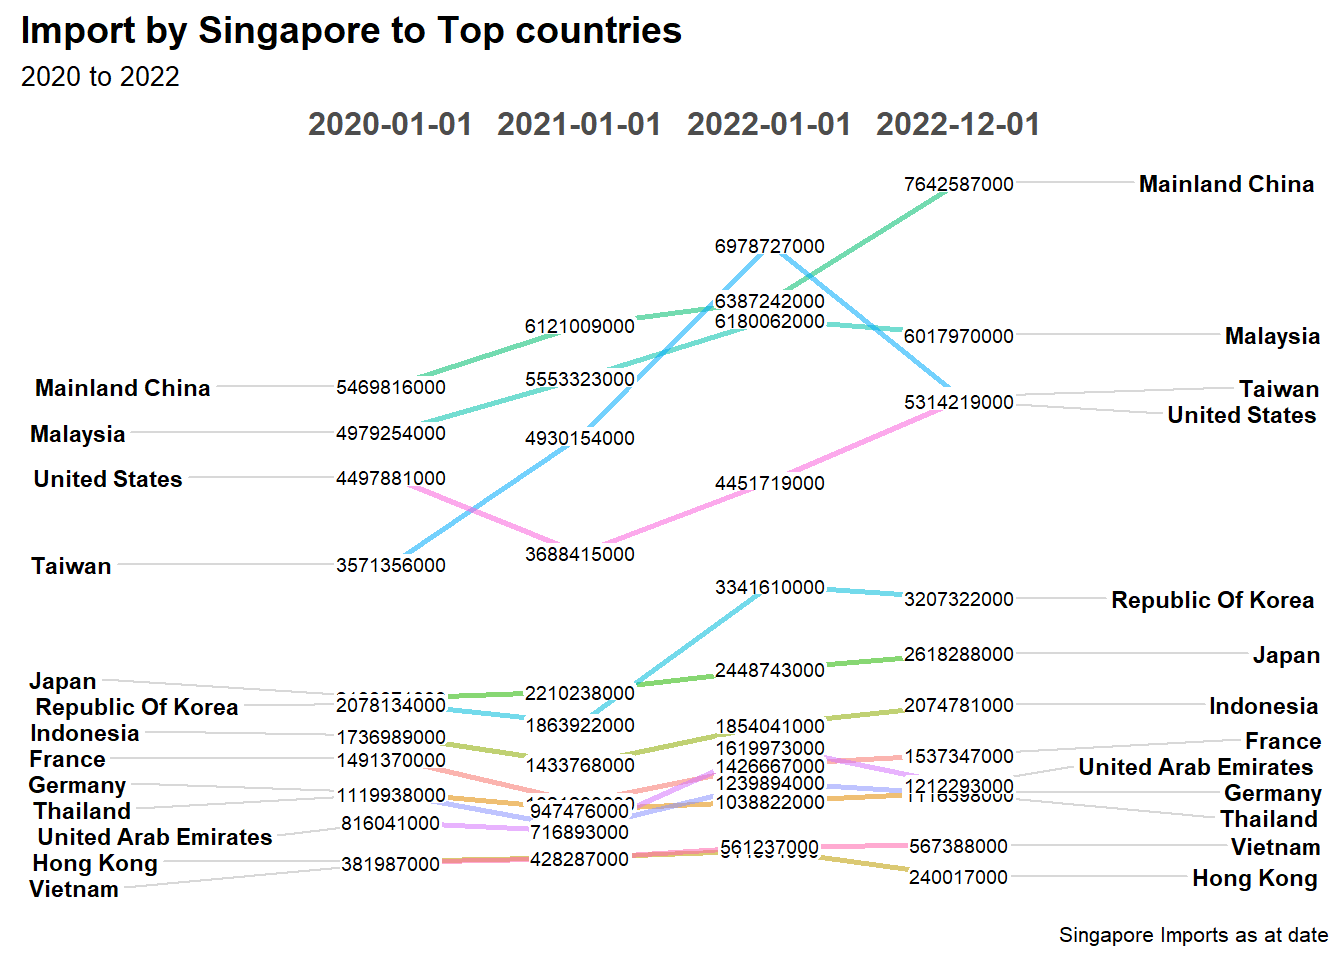 Import by Singapore to Top countries
2020 to 2022
2020-01-01 2021-01-01 2022-01-01 2022-12-01
7642587000 Mainland China
6978727000
6387242000
6121009000 6180062000
6017970000 Malaysia
Mainland China 5469816000 5553323000
Taiwan
5314219000
United States
Malaysia 4979254000 4930154000
United States 4497881000 4451719000
3688415000
Taiwan 3571356000
3341610000
3207322000 Republic Of Korea
2618288000 Japan
2448743000
Japan
2210238000
Republic Of Korea 2078134000
2074781000 Indonesia
1863922000 1854041000
Indonesia 1736989000
1619973000
France
France 1491370000 1433768000 1426667000
1537347000
United Arab Emirates
Germany 1239894000
1212293000 Germany
1119938000 1038822000
Thailand 947476000
Thailand
United Arab Emirates 816041000 716893000
561237000 567388000 Vietnam
Hong Kong 381987000 428287000
240017000 Hong Kong
Vietnam
Singapore Imports as at date